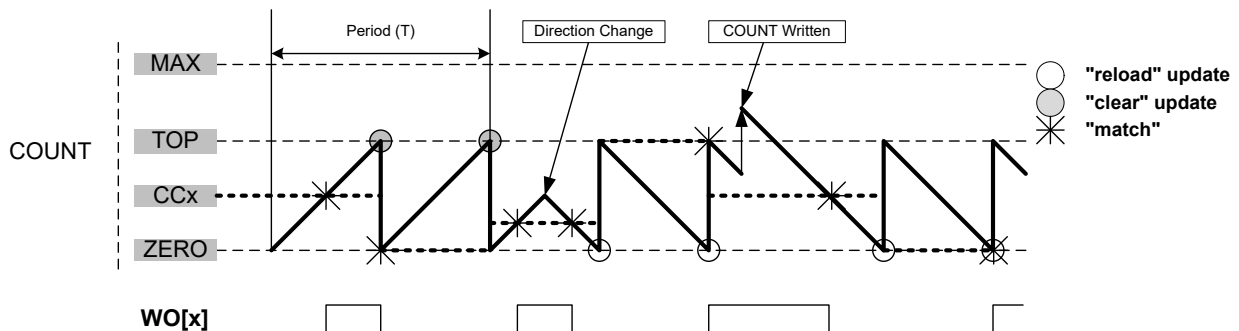 Period (T)
Direction Change
COUNT Written
MAX
"reload" update
"clear" update
TOP
"match"
COUNT
CCx
ZERO
WO[x]